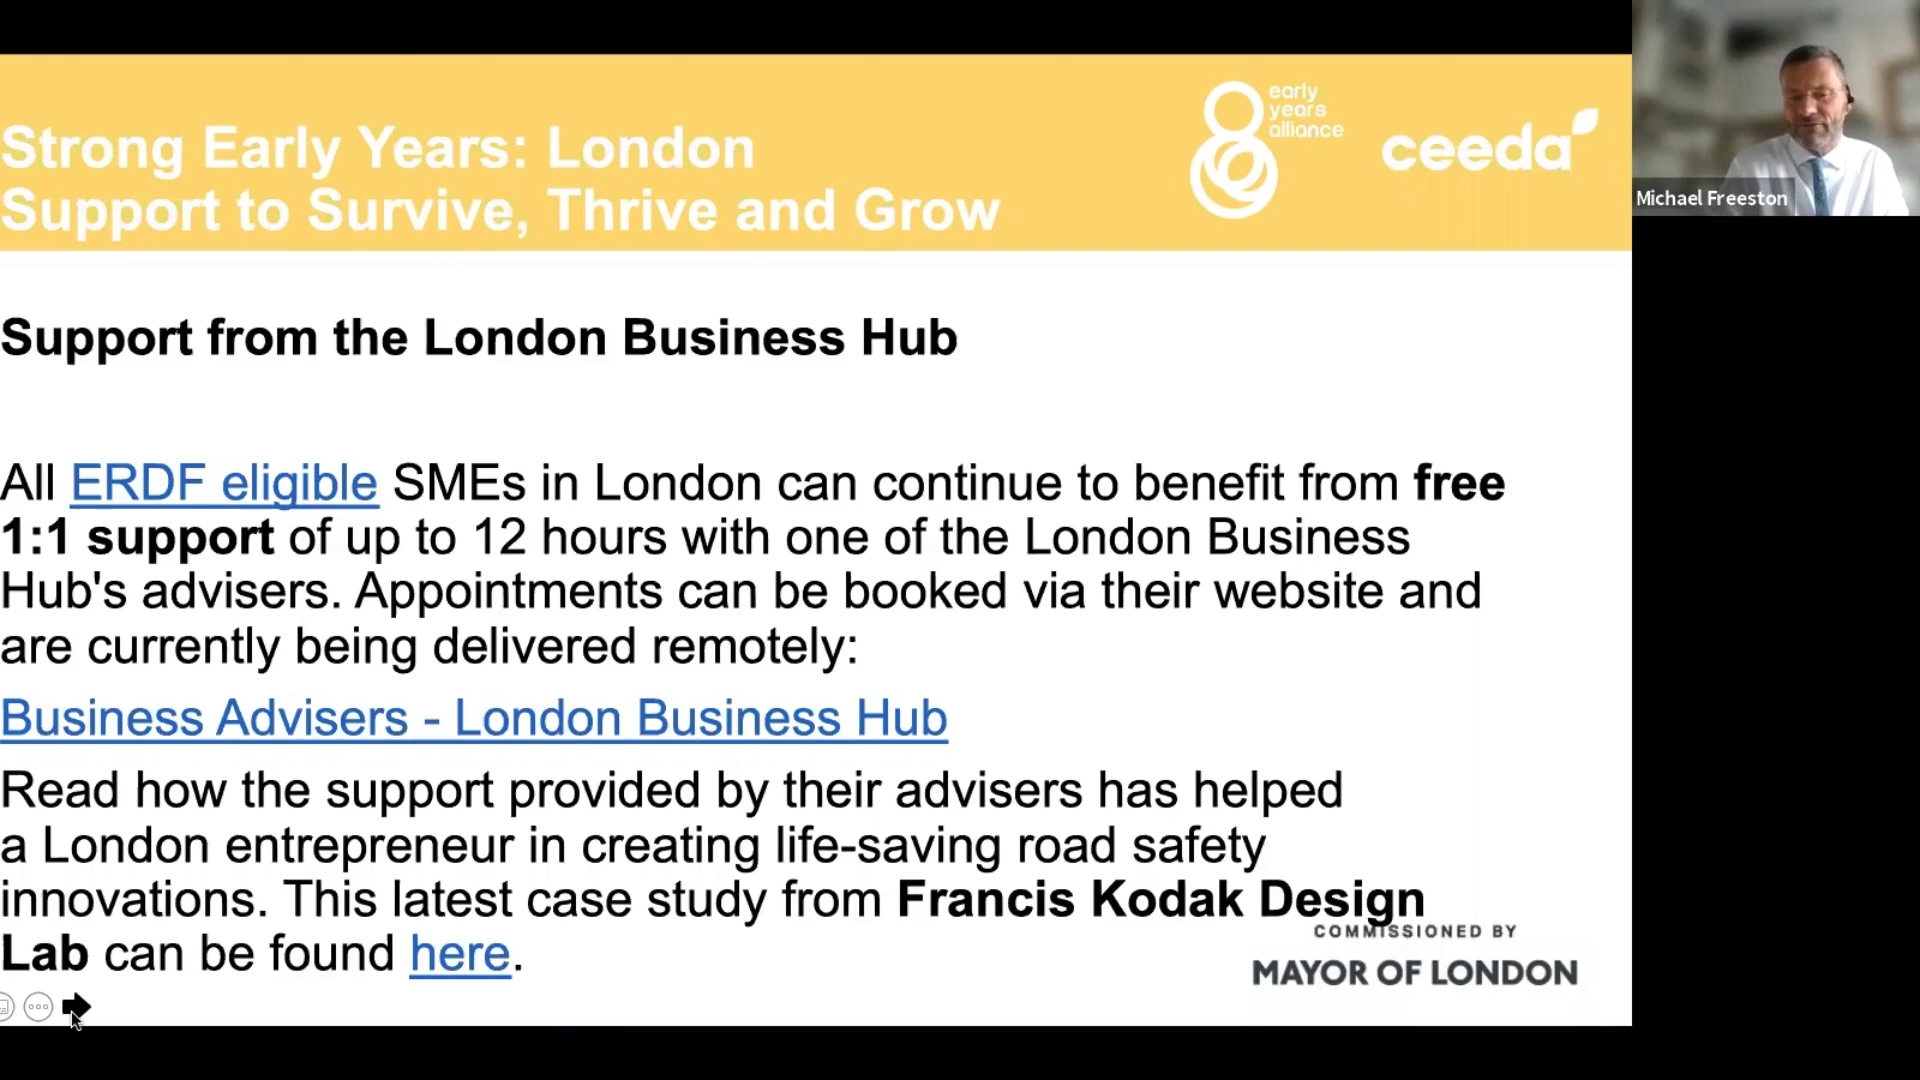 Strong Early Years: London
Support to Survive, Thrive and Grow
early
years
alliance
ceeda
Michael Freeston
Support from the London Business Hub
All ERDF eligible SMEs in London can continue to benefit from free
1:1 support of up to 12 hours with one of the London Business
Hub's advisers. Appointments can be booked via their website and
are currently being delivered remotely:
Business Advisers - London Business Hub
Read how the support provided by their advisers has helped
a London entrepreneur in creating life-saving road safety
innovations. This latest case study from Francis Kodak Design
Lab can be found here.
COMMISSIONED BY
MAYOR OF LONDON